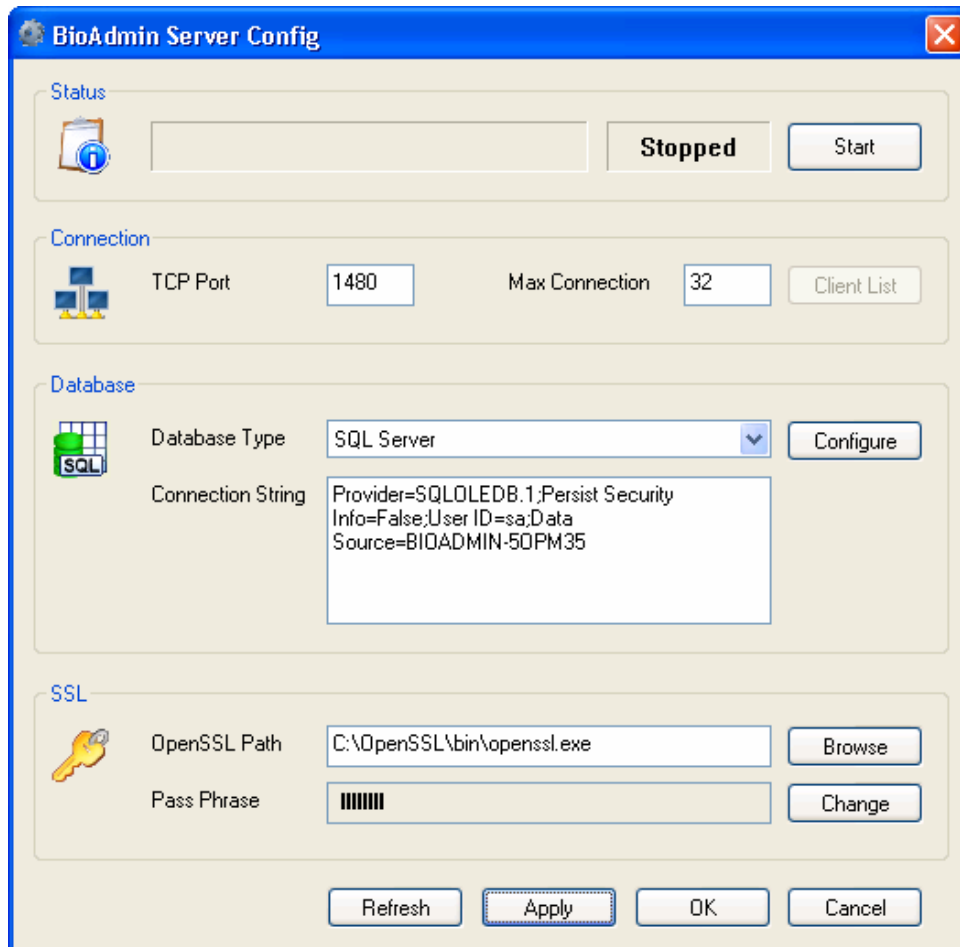 BioAdmin Server Config
Status
Stopped
Start
Connection
TCP Port
1480
Max Connection
32
Client List
Database
SQL
Database Type
SQL Server
Configure
Connection String
Provider=SQLOLEDB.1;Persist Security
Info=False;User ID=sa;Data
Source=BIOADMIN-5OPM35
SSL
OpenSSL Path
C:\OpenSSL\bin\openssl.exe
Browse
Pass Phrase
Change
Refresh
Apply
OK
Cancel